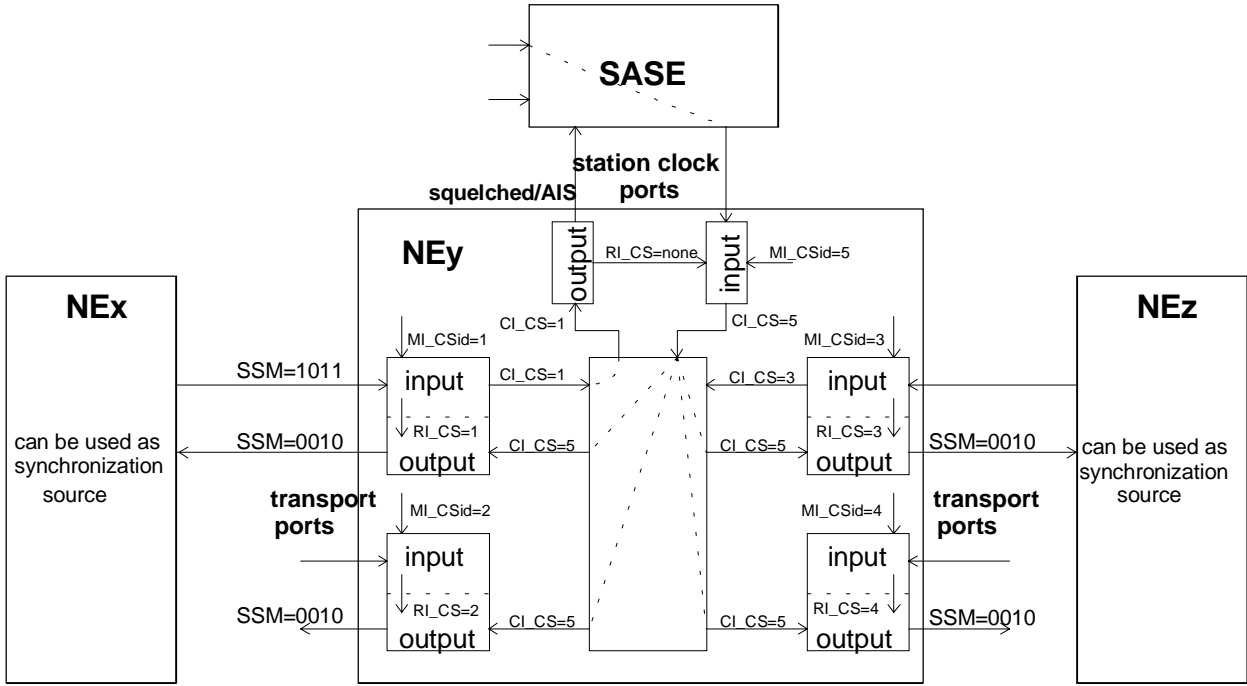 SASE
station clock
ports
squelched/AIS
NEy
output
RI_CS=none
input
MI_CSid=5
NEx
NEz
CI_CS=1
CI_CS=5
MI_CSid=1
MI_CSid=3
SSM=1011
input
CI_CS=1
CI_CS=3
input
can be used as
synchronization
source
SSM=0010
RI_CS=1
output
CI_CS=5
CI_CS=5
RI_CS=3
output
SSM=0010
can be used as
synchronization
source
transport
ports
MI_CSid=2
MI_CSid=4
transport
ports
input
input
SSM=0010
RI_CS=2
output
CI_CS=5
CI_CS=5
RI_CS=4
output
SSM=0010